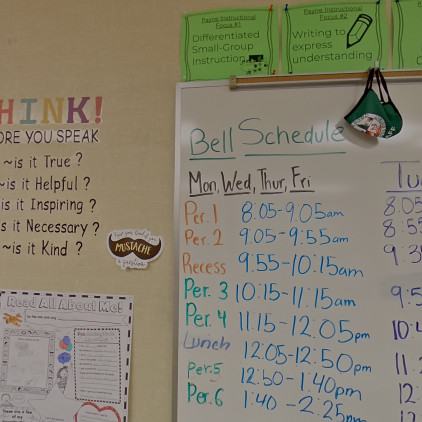 Payne Instructional
Focus #1
Differentiated
Small-Group
Instruction
Payne Instructional
Focus #2
Writing to
express
understanding
HINK!
ORE YOU SPEAK
~is it True ?
~is it Helpful ?
is it Inspiring ?
is it Necessary ?
~is it Kind ?
MUSTACHE
a question
Read All About Me!
Bell Schedule
Mon, Wed, Thur, Fri
Per. 1 8:05-9:05am
Per. 2 9:05-9:55am
Recess 9:55-10:15am
Per. 3 10:15-11:15am
Per. 4 11:15-12:05pm
Lunch 12:05-12:50pm
Per. 5 12:50-1:40pm
Per. 6 1:40-2:25pm
Tu
8:05
8:5
9:3
9:5
10:4
11:
12:
12